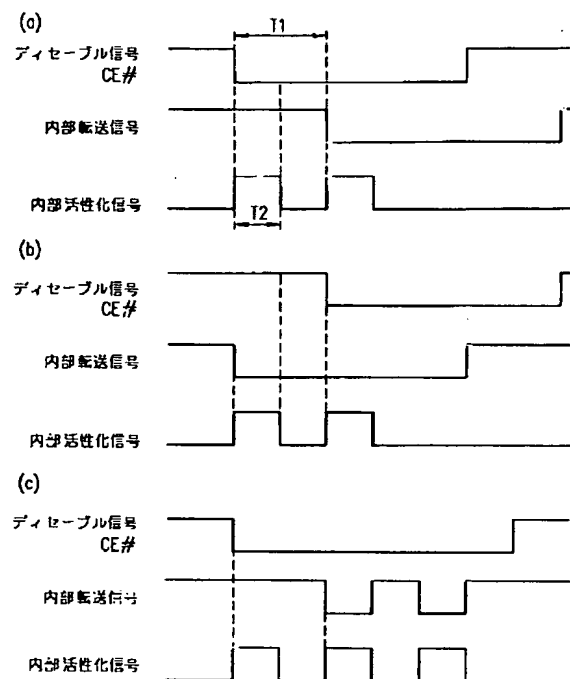 (a)
T1
ディセーブル信号
CE#
内部転送信号
内部活性化信号
T2
(b)
ディセーブル信号
CE#
内部転送信号
内部活性化信号
(c)
ディセーブル信号
CE#
内部転送信号
内部活性化信号